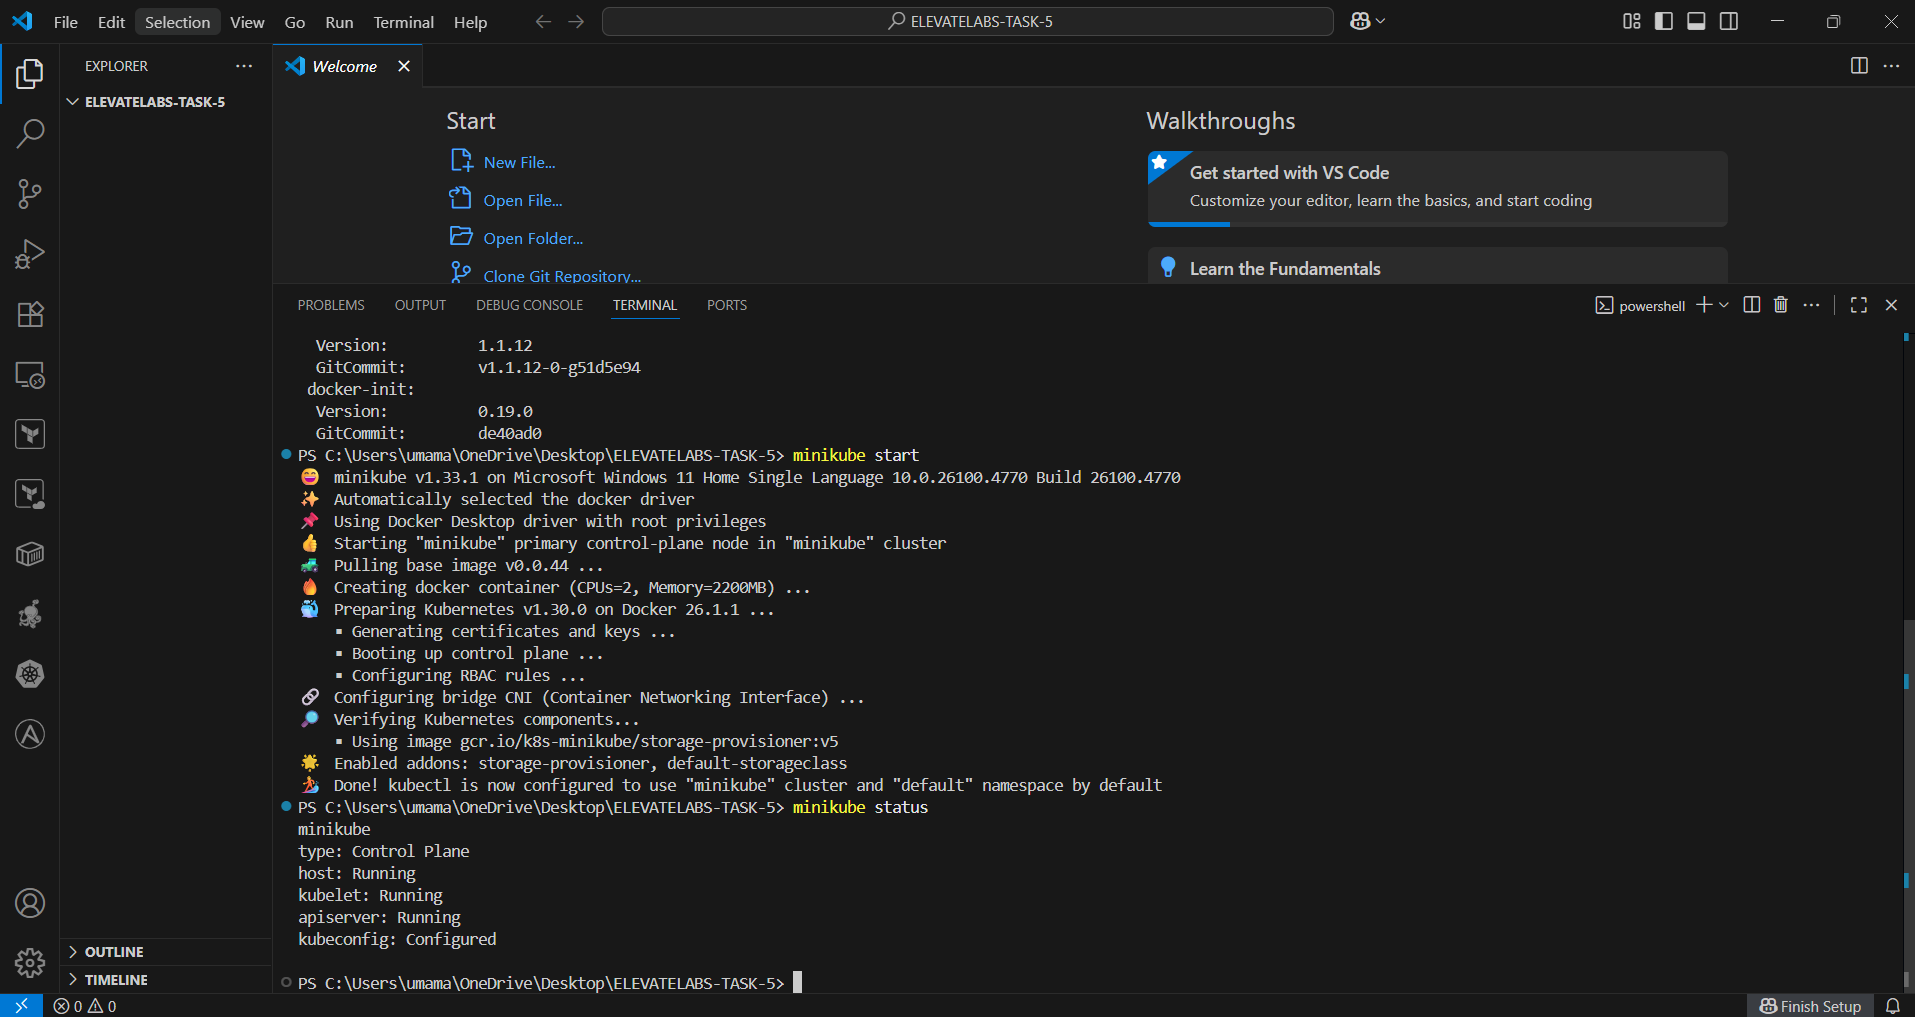 File Edit Selection View Go Run Terminal Help
ELEVATELABS-TASK-5
EXPLORER
ELEVATELABS-TASK-5
OUTLINE
TIMELINE
Welcome
Start
New File...
Open File...
Open Folder...
Clone Git Repository...
Walkthroughs
Get started with VS Code
Customize your editor, learn the basics, and start coding
Learn the Fundamentals
PROBLEMS OUTPUT DEBUG CONSOLE TERMINAL PORTS
powershell
Version: 1.1.12
GitCommit: v1.1.12-0-g51d5e94
docker-init:
Version: 0.19.0
GitCommit: de40ad0
PS C:\Users\umama\OneDrive\Desktop\ELEVATELABS-TASK-5> minikube start
minikube v1.33.1 on Microsoft Windows 11 Home Single Language 10.0.26100.4770 Build 26100.4770
Automatically selected the docker driver
Using Docker Desktop driver with root privileges
Starting "minikube" primary control-plane node in "minikube" cluster
Pulling base image v0.0.44 ...
Creating docker container (CPUs=2, Memory=2200MB) ...
Preparing Kubernetes v1.30.0 on Docker 26.1.1 ...
▪ Generating certificates and keys ...
▪ Booting up control plane ...
▪ Configuring RBAC rules ...
Configuring bridge CNI (Container Networking Interface) ...
Verifying Kubernetes components...
▪ Using image gcr.io/k8s-minikube/storage-provisioner:v5
Enabled addons: storage-provisioner, default-storageclass
Done! kubectl is now configured to use "minikube" cluster and "default" namespace by default
PS C:\Users\umama\OneDrive\Desktop\ELEVATELABS-TASK-5> minikube status
minikube
type: Control Plane
host: Running
kubelet: Running
apiserver: Running
kubeconfig: Configured
PS C:\Users\umama\OneDrive\Desktop\ELEVATELABS-TASK-5>
0 0
Finish Setup